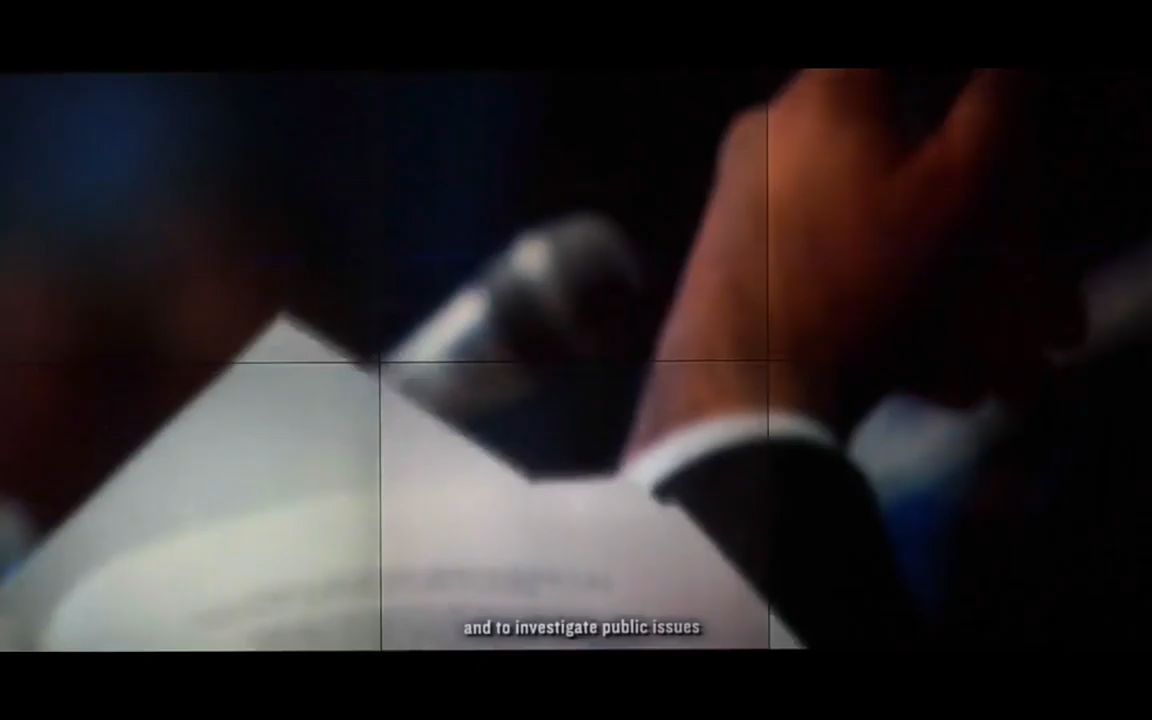 and to investigate public issues